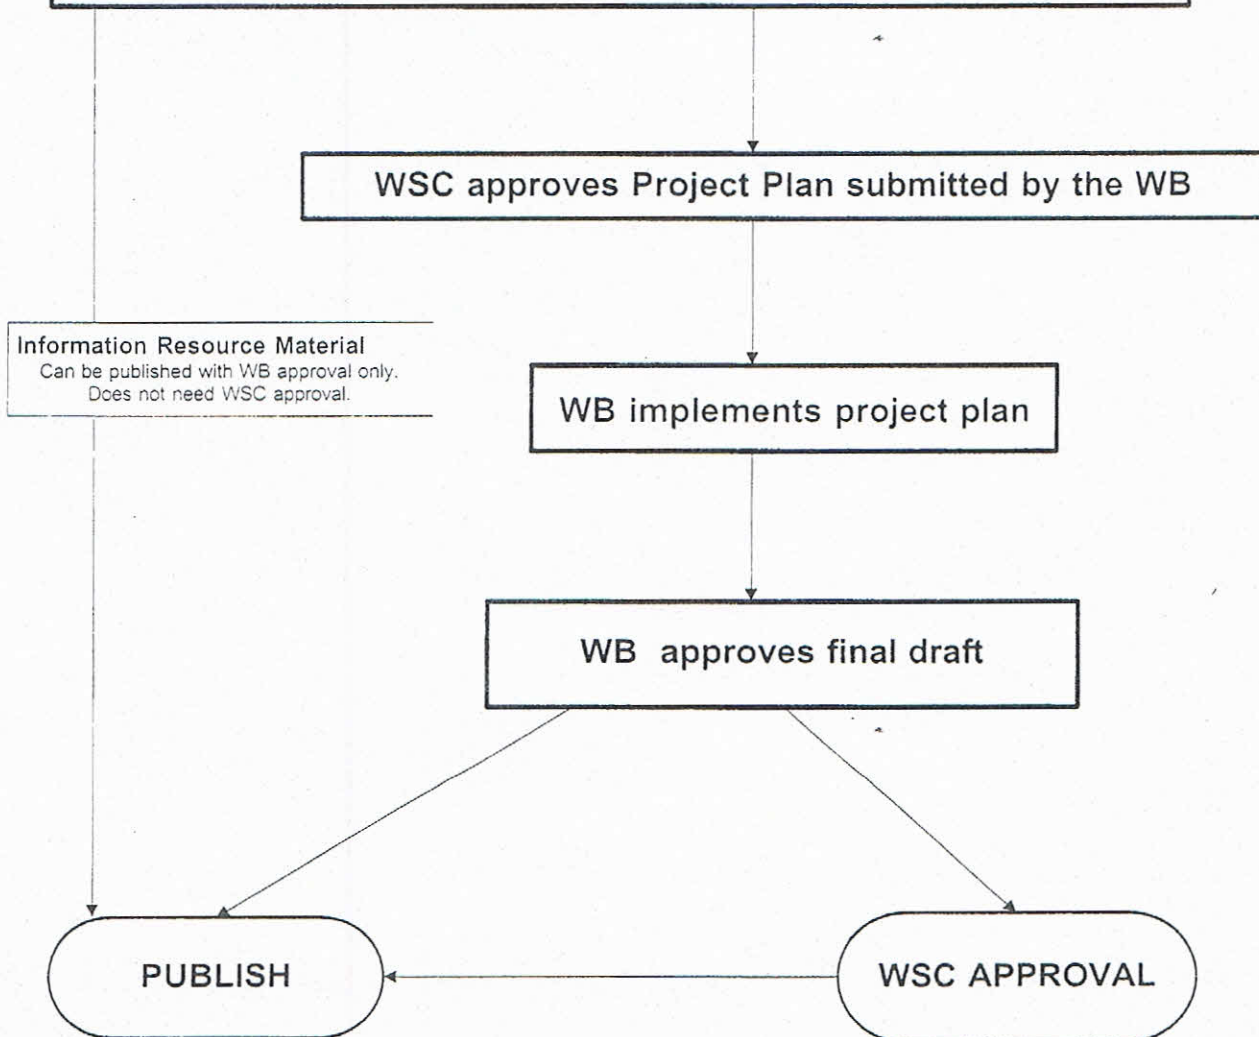 WSC approves Project Plan submitted by the WB
Information Resource Material
Can be published with WB approval only.
Does not need WSC approval.
WB implements project plan
WB approves final draft
PUBLISH
WSC APPROVAL